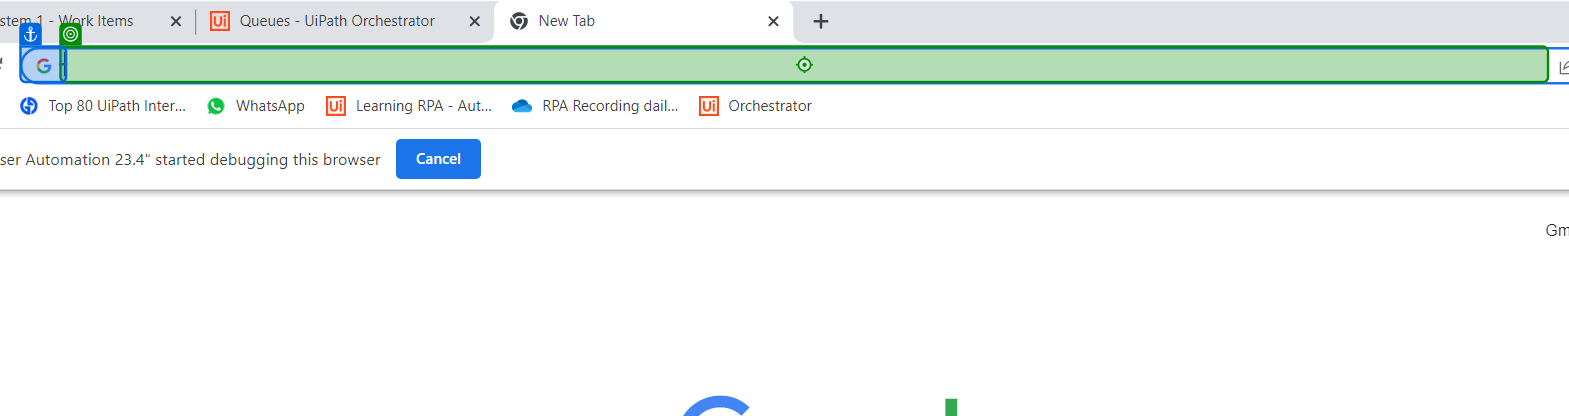 stem 1 - Work Items Ui Queues - UiPath Orchestrator New Tab
G
Top 80 UiPath Inter... WhatsApp Ui Learning RPA - Aut... RPA Recording dail... Ui Orchestrator
ser Automation 23.4" started debugging this browser Cancel
Gm